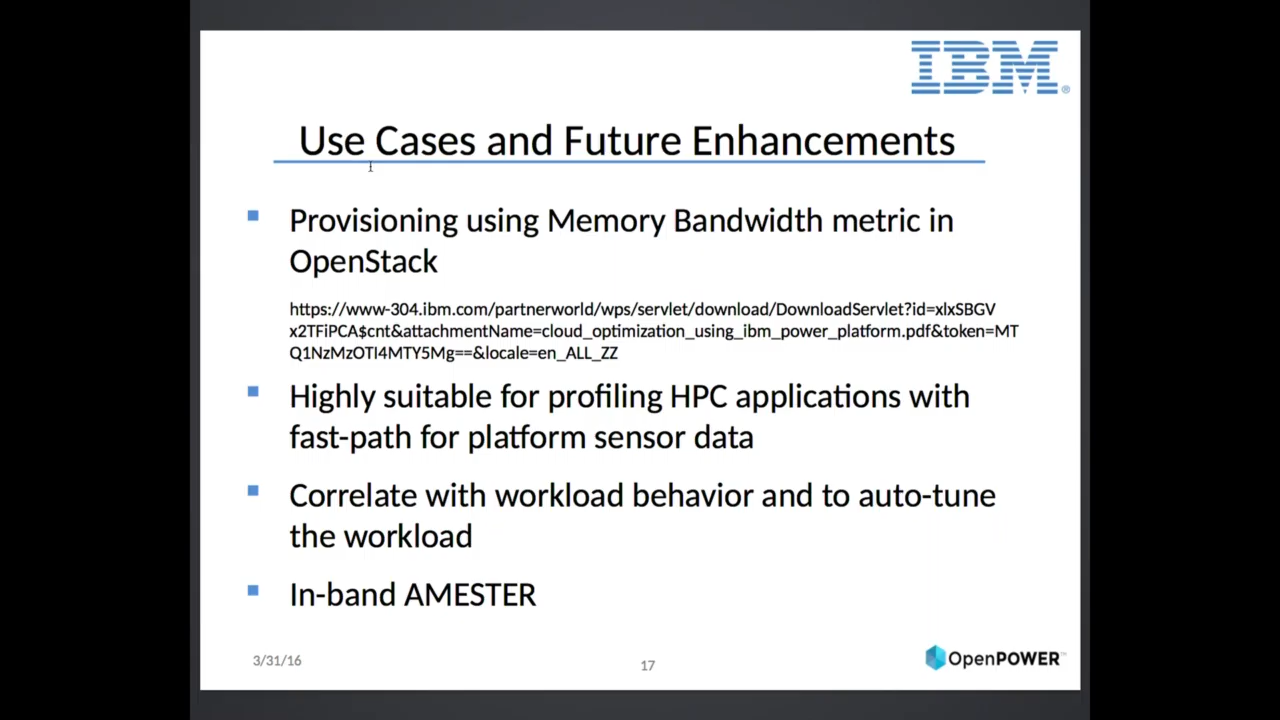 IBM®
Use Cases and Future Enhancements
Provisioning using Memory Bandwidth metric in
OpenStack
https://www-304.ibm.com/partnerworld/wps/servlet/download/DownloadServlet?id=xlxSBGV
x2TFiPCA$cnt&attachmentName=cloud_optimization_using_ibm_power_platform.pdf&token=MT
Q1NzMzOTI4MTY5Mg==&locale=en_ALL_ZZ
Highly suitable for profiling HPC applications with
fast-path for platform sensor data
Correlate with workload behavior and to auto-tune
the workload
In-band AMESTER
3/31/16
17
OpenPOWER™